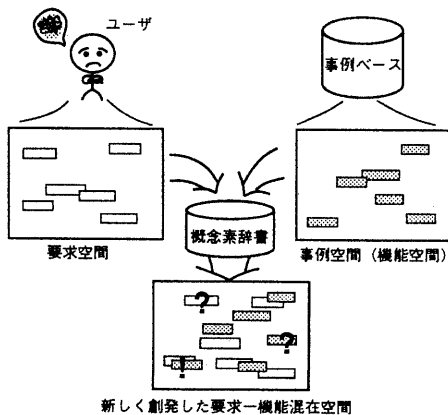 ユーザ
事例ベース
要求空間
事例空間(機能空間)
概念素辞書
?
?
!
新しく創発した要求ー機能混在空間